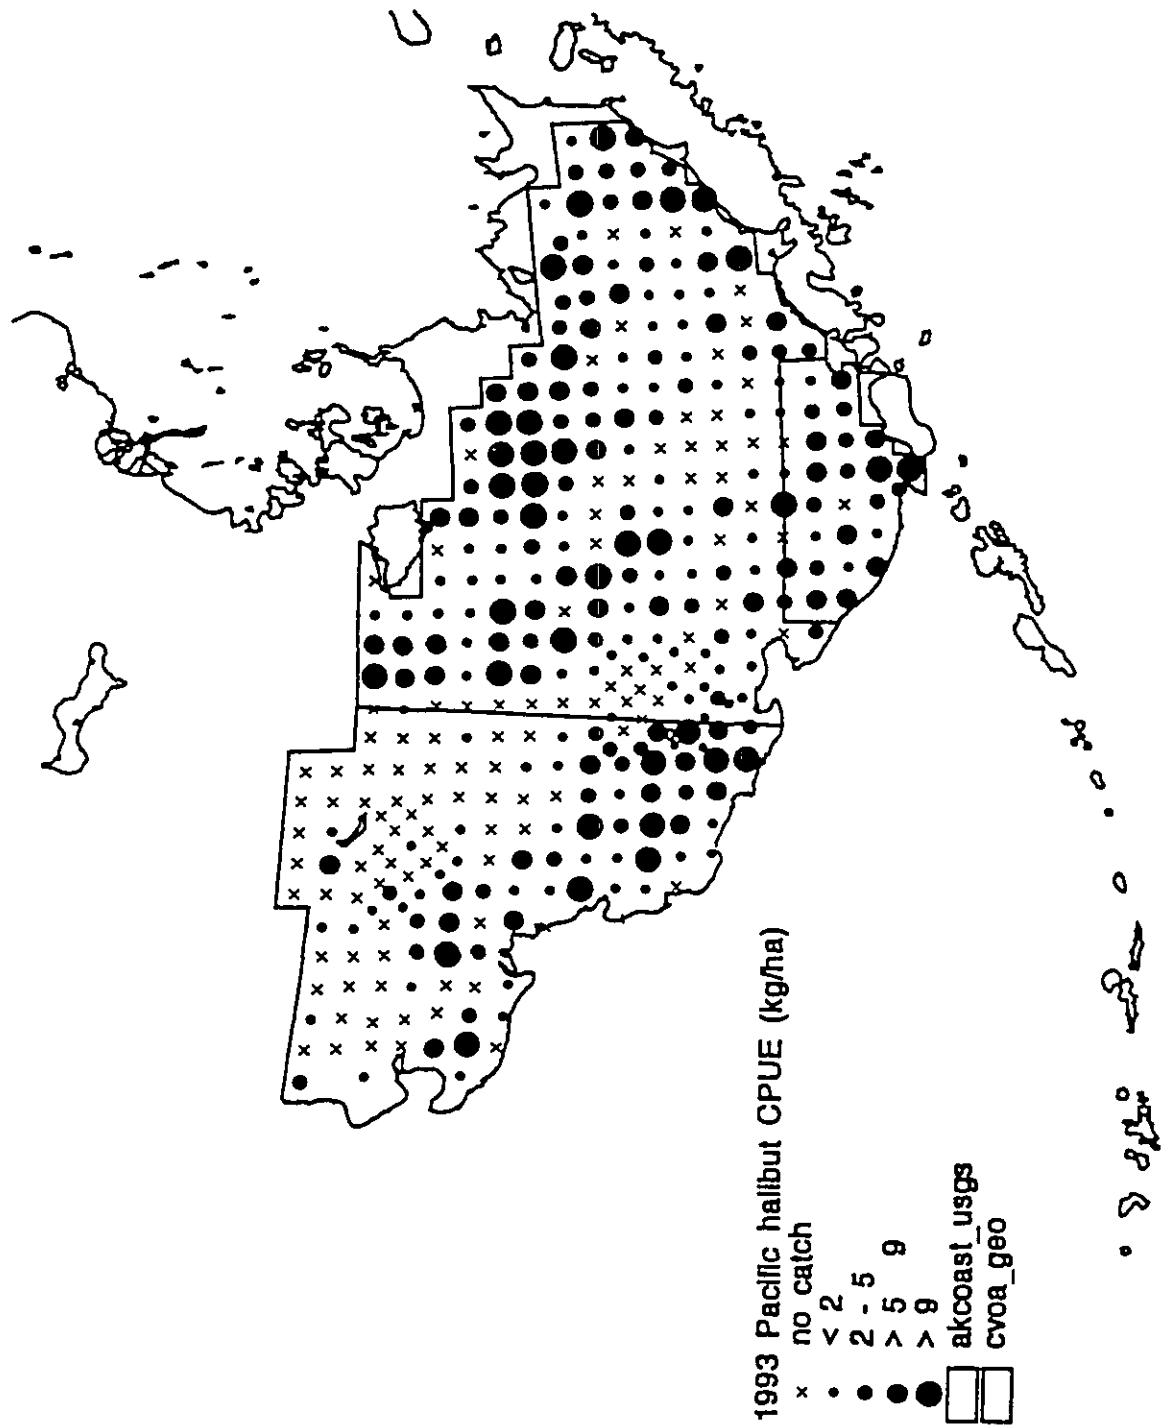 1993 Pacific halibut CPUE (kg/ha)
no catch
< 2
2 - 5
> 5 9
> 9
akcoast_usgs
cvoa_geo